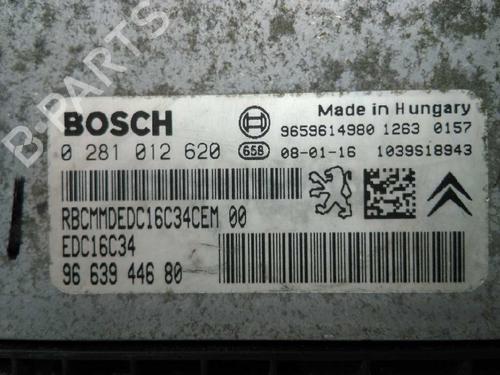 B-PARTS
BOSCH
Made in Hungary
9659614980 1263 0157
0 281 012 620 658 08-01-16 1039S18943
RBCMMDEDC16C34CEM 00
EDC16C34
96 639 446 80